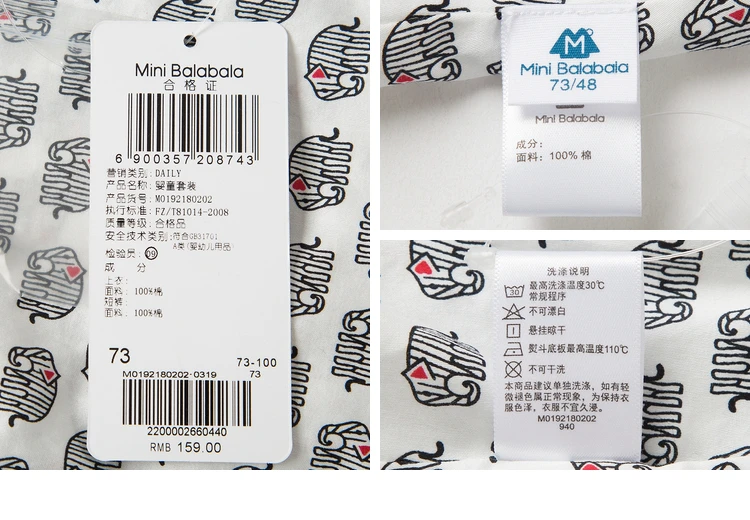 Mini Balabala
合格证
6 900357 208743
营销类别: DAILY
产品名称: 婴童套装
产品货号: M0192180202
执行标准: FZ/T81014-2008
质量等级: 合格品
安全技术类别: 符合GB31701
A类(婴幼儿用品)
检验员: 09
成 分
上衣:
面料: 100%棉
短裤:
面料: 100%棉
73
73-100
M0192180202-0319 73
2200002660440
RMB 159.00
M
Mini Balabala
73/48
Mini Balabala
成分:
面料: 100% 棉
洗涤说明
30
最高洗涤温度30℃
常规程序
不可漂白
悬挂晾干
熨斗底板最高温度110℃
不可干洗
本商品建议单独洗涤，如有轻
微褪色属正常现象，为保持衣
服色泽，衣服不宜久浸。
M0192180202
940